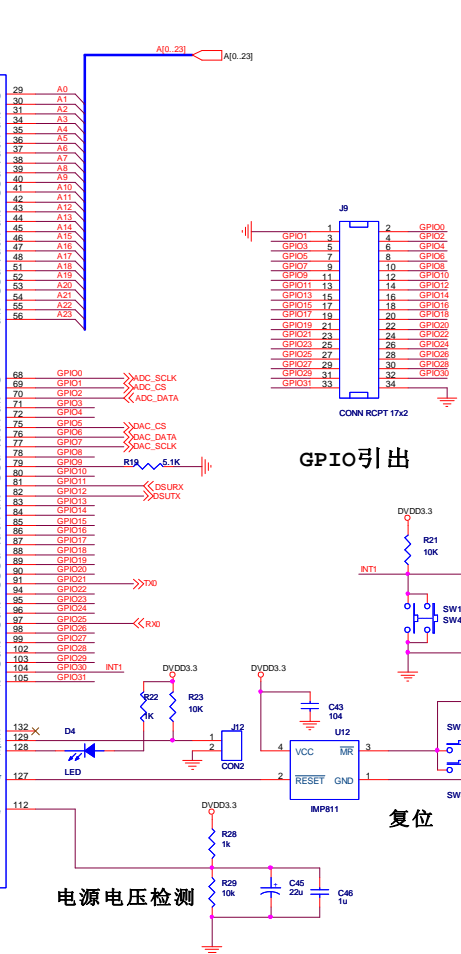 A[0..23]
A[0..23]
29 A0
30 A1
31 A2
34 A3
35 A4
36 A5
37 A6
38 A7
39 A8
40 A9
41 A10
42 A11
43 A12
44 A13
45 A14
46 A15
47 A16
48 A17
51 A18
52 A19
53 A20
54 A21
55 A22
56 A23
J9
1 2 GPIO0
GPIO1 3 4 GPIO2
GPIO3 5 6 GPIO4
GPIO5 7 8 GPIO6
GPIO7 9 10 GPIO8
GPIO9 11 12 GPIO10
GPIO11 13 14 GPIO12
GPIO13 15 16 GPIO14
GPIO15 17 18 GPIO16
GPIO17 19 20 GPIO18
GPIO19 21 22 GPIO20
GPIO21 23 24 GPIO22
GPIO23 25 26 GPIO24
GPIO25 27 28 GPIO26
GPIO27 29 30 GPIO28
GPIO29 31 32 GPIO30
GPIO31 33 34
CONN RCPT 17x2
GPIO引出
68 GPIO0 ADC_SCLK
69 GPIO1 ADC_CS
70 GPIO2 ADC_DATA
71 GPIO3
72 GPIO4
75 GPIO5 DAC_CS
76 GPIO6 DAC_DATA
77 GPIO7 DAC_SCLK
78 GPIO8
79 GPIO9 R19 5.1K
80 GPIO10
81 GPIO11 DSURX
82 GPIO12 DSUTX
83 GPIO13
84 GPIO14
85 GPIO15
86 GPIO16
87 GPIO17
88 GPIO18
89 GPIO19
90 GPIO20
91 GPIO21 TX0
94 GPIO22
95 GPIO23
96 GPIO24
97 GPIO25 RX0
98 GPIO26
99 GPIO27
102 GPIO28
103 GPIO29
104 GPIO30 INT1
105 GPIO31
DVDD3.3
R21
10K
INT1
SW1
SW4
DVDD3.3
DVDD3.3
R22
1K
R23
10K
132
129
128
D4
LED
J12
1
2
CON2
C43
104
U12
4 VCC MR 3
2 RESET GND 1
IMP811
SW
SW
复位
127
112
DVDD3.3
R28
1k
R29
10k
C45
22u
C46
1u
电源电压检测